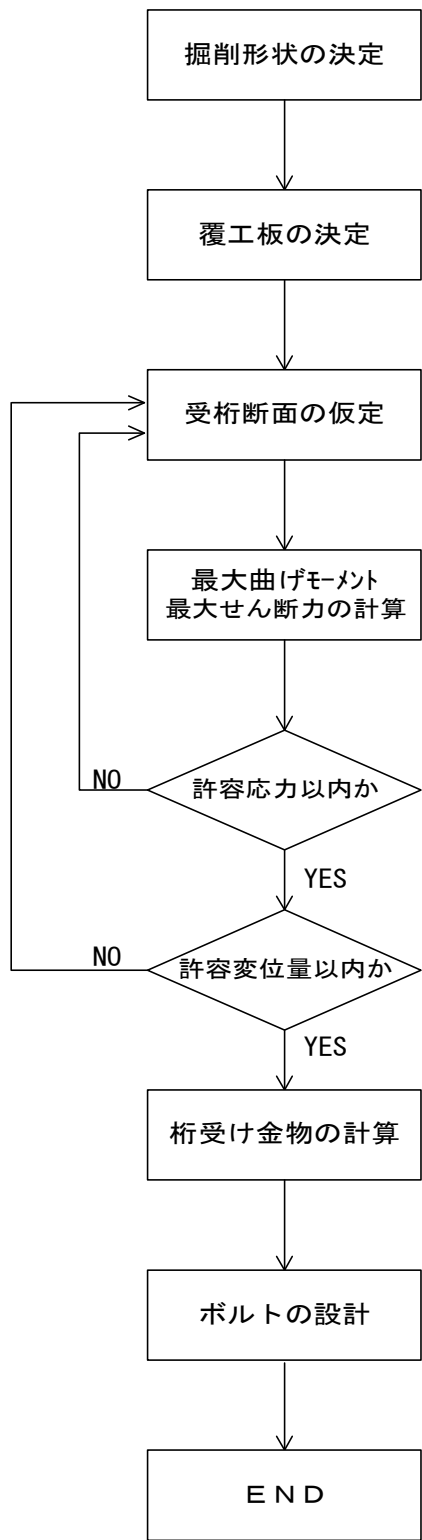 掘削形状の決定
覆工板の決定
受桁断面の仮定
最大曲げﾓｰﾒﾝﾄ
最大せん断力の計算
許容応力以内か
NO
YES
許容変位量以内か
NO
YES
桁受け金物の計算
ボルトの設計
ＥＮＤ